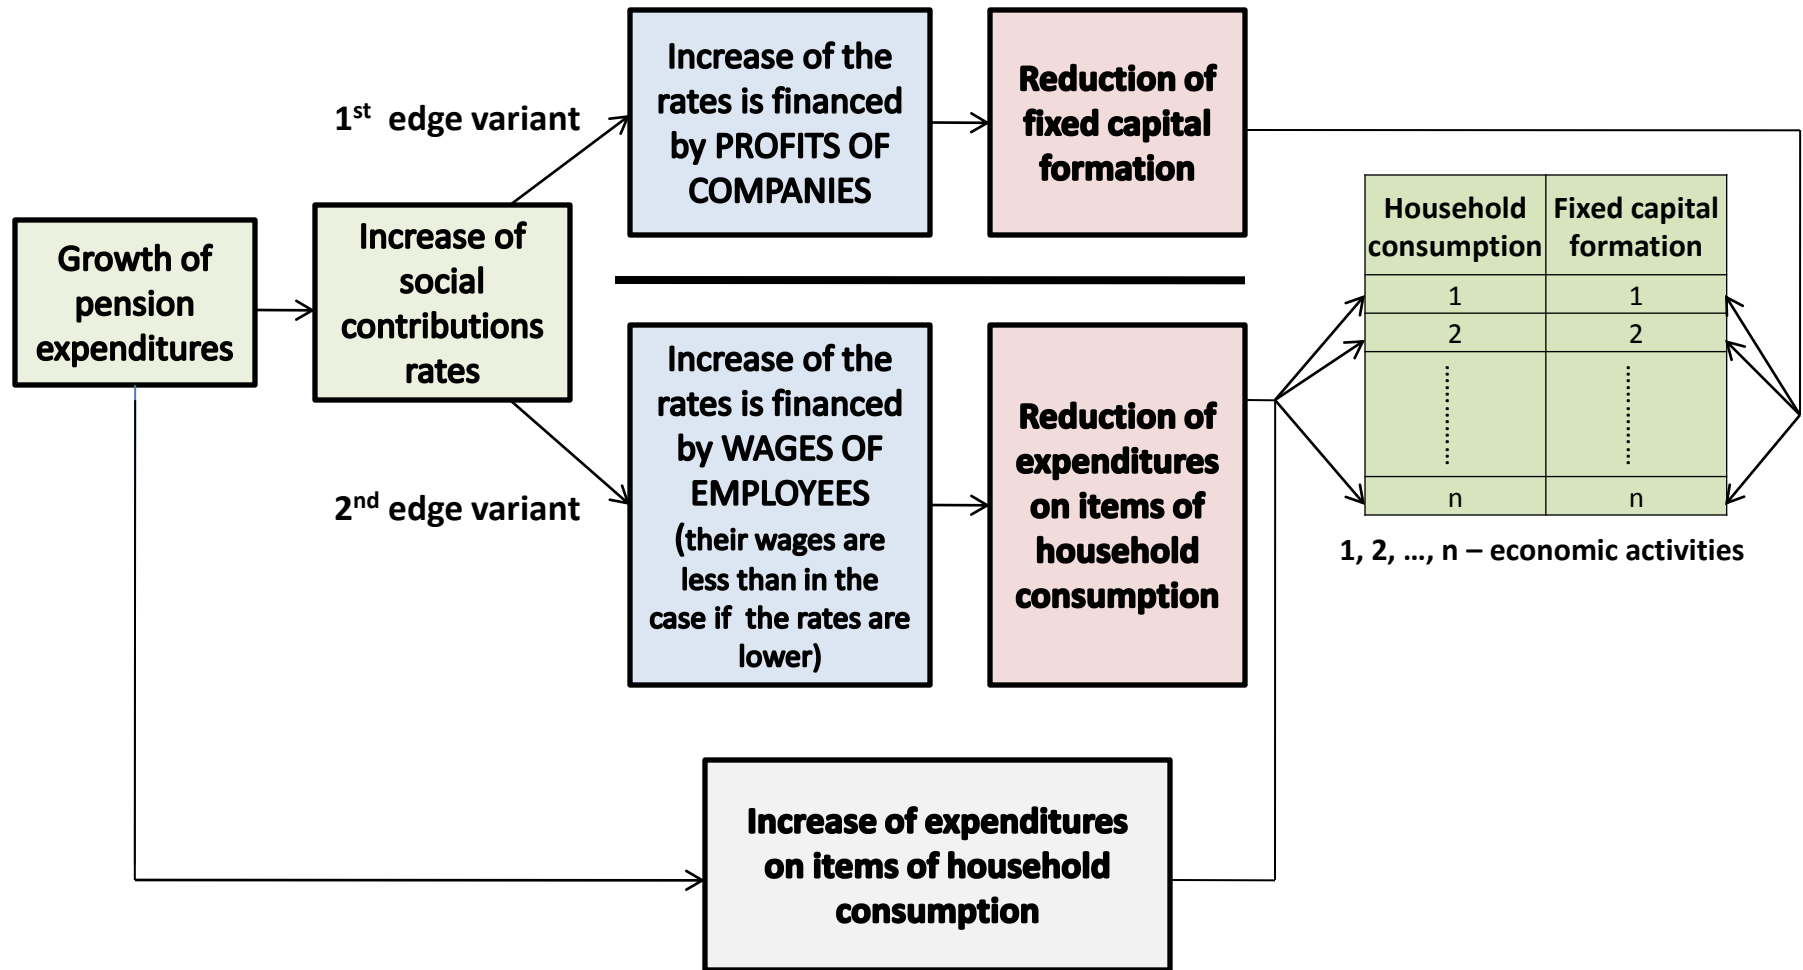 Growth of
pension
expenditures
Increase of
social
contributions
rates
1st edge variant
2nd edge variant
Increase of the
rates is financed
by PROFITS OF
COMPANIES
Reduction of
fixed capital
formation
Increase of the
rates is financed
by WAGES OF
EMPLOYEES
(their wages are
less than in the
case if the rates are
lower)
Reduction of
expenditures
on items of
household
consumption
Increase of expenditures
on items of household
consumption
Household Fixed capital
consumption formation
1 1
2 2
n n
1, 2, …, n – economic activities